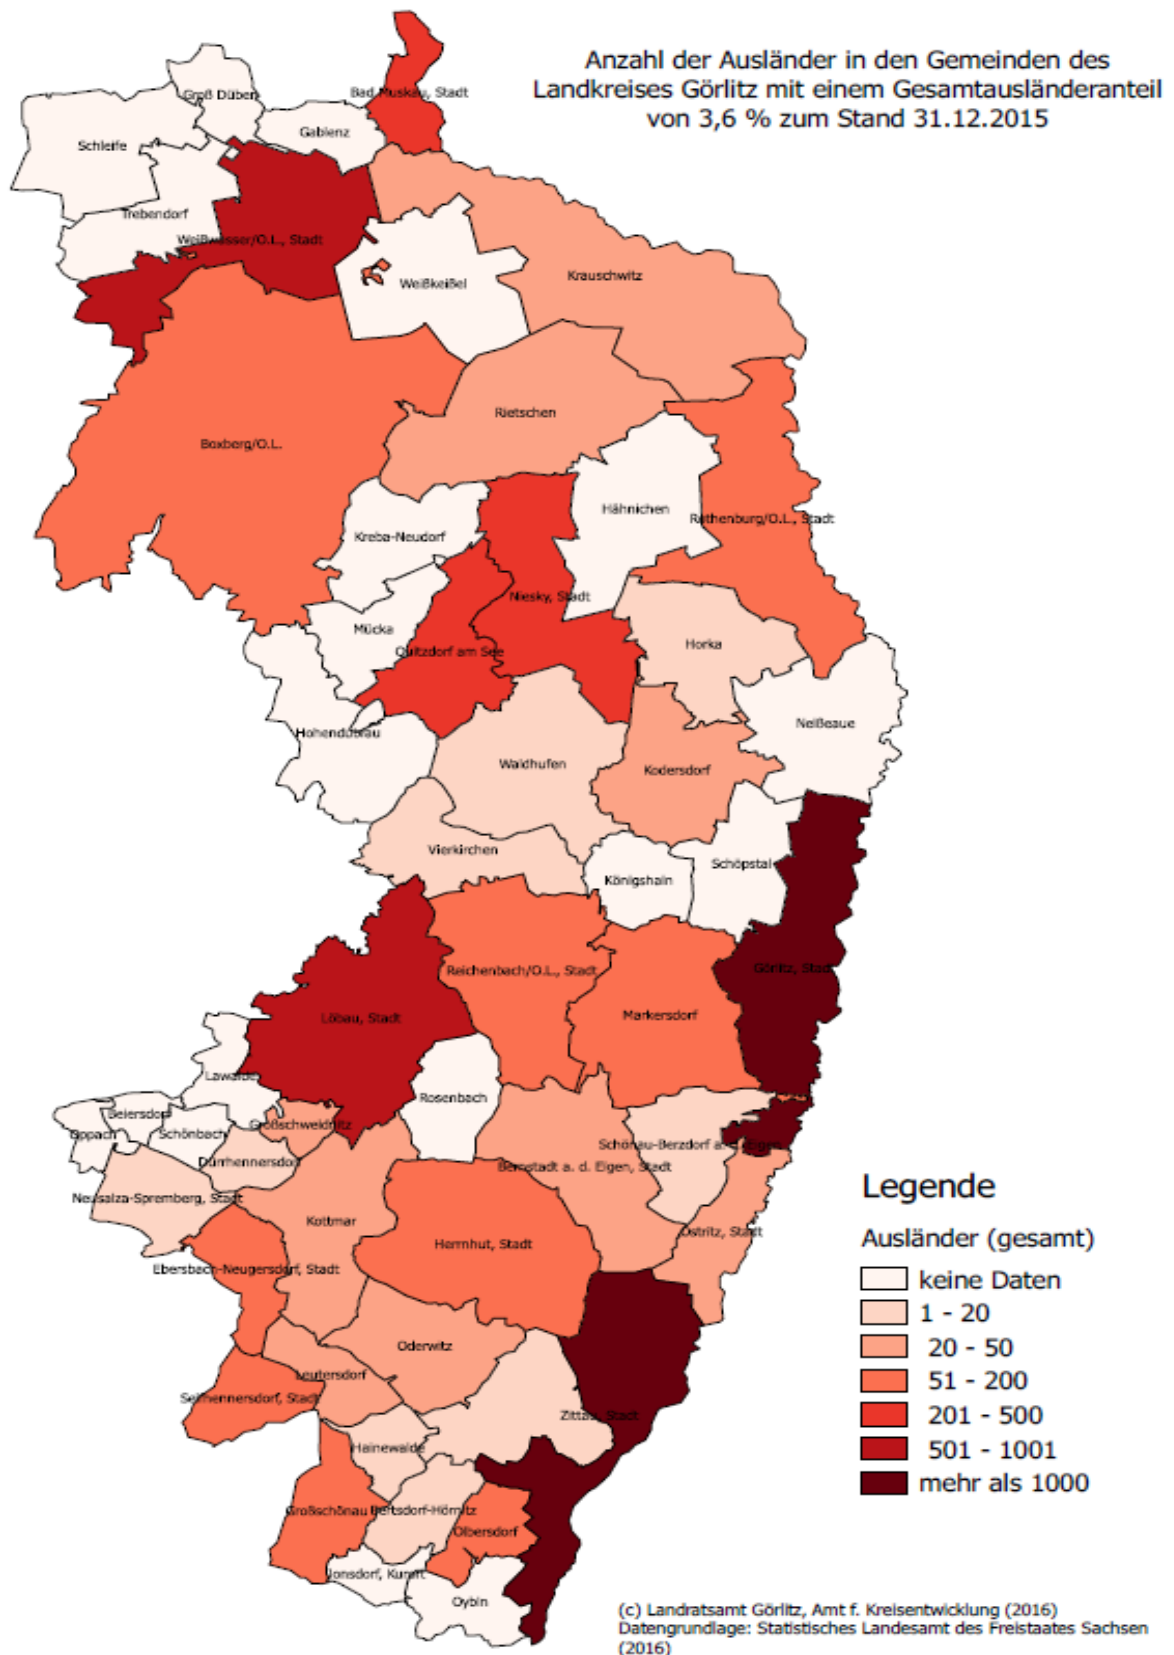 Anzahl der Ausländer in den Gemeinden des
Landkreises Görlitz mit einem Gesamtausländeranteil
von 3,6 % zum Stand 31.12.2015
Groß Düben
Bad Muskau, Stadt
Gablenz
Schleife
Trebendorf
Weißwasser/O.L., Stadt
Weißkeißel
Krauschwitz
Rietschen
Boxberg/O.L.
Hähnichen
Rothenburg/O.L., Stadt
Kreba-Neudorf
Niesky, Stadt
Mücka
Horka
Quitzdorf am See
Neißeaue
Hohendubrau
Waldhufen
Kodersdorf
Vierkirchen
Schöpstal
Königshain
Reichenbach/O.L., Stadt
Görlitz, Stadt
Löbau, Stadt
Markersdorf
Lawalde
Rosenbach
Beiersdorf
Oppach
Schönbach
Großschweidnitz
Schönau-Berzdorf a. d. Eigen
Dürrhennersdorf
Bernstadt a. d. Eigen, Stadt
Neusalza-Spremberg, Stadt
Kottmar
Ostritz, Stadt
Herrnhut, Stadt
Ebersbach-Neugersdorf, Stadt
Oderwitz
Leutersdorf
Seifhennersdorf, Stadt
Zittau, Stadt
Hainewalde
Großschönau
Bertsdorf-Hörnitz
Olbersdorf
Jonsdorf, Kurort
Oybin
Legende
Ausländer (gesamt)
keine Daten
1 - 20
20 - 50
51 - 200
201 - 500
501 - 1001
mehr als 1000
(c) Landratsamt Görlitz, Amt f. Kreisentwicklung (2016)
Datengrundlage: Statistisches Landesamt des Freistaates Sachsen
(2016)